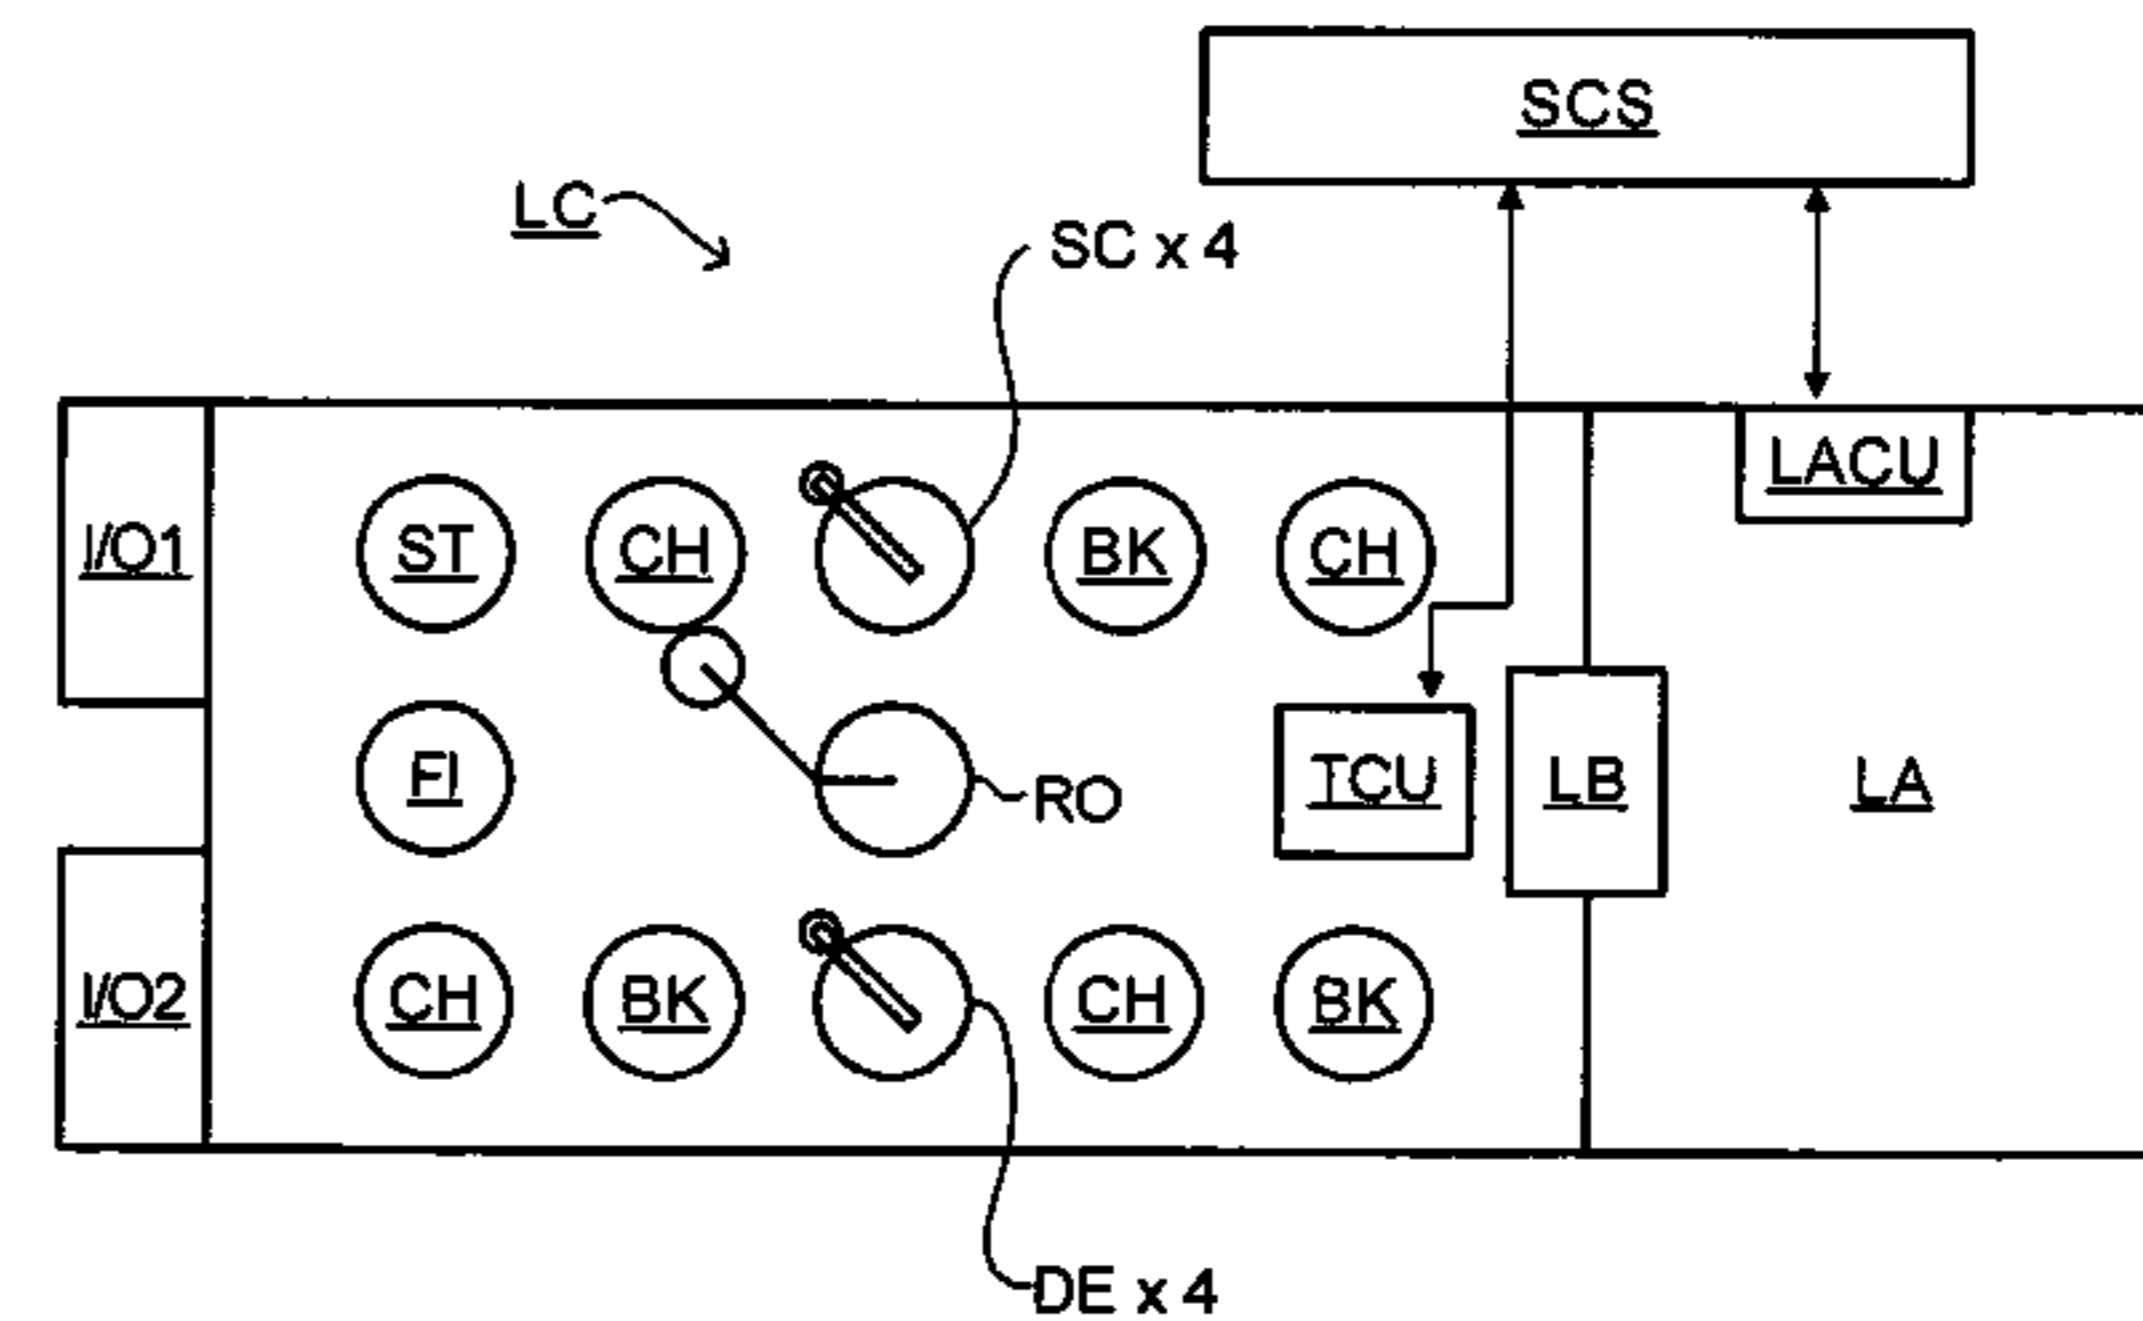 SCS
LC
SC x 4
LACU
I/O1
ST
CH
BK
CH
FI
RO
TCU
LB
LA
I/O2
CH
BK
CH
BK
DE x 4